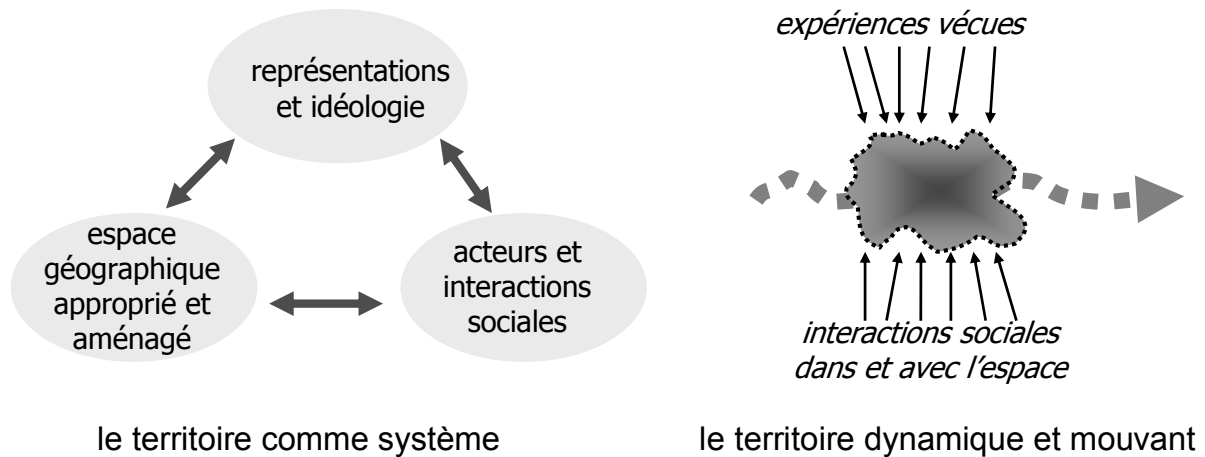 représentations
et idéologie
espace
géographique
approprié et
aménagé
acteurs et
interactions
sociales
le territoire comme système
expériences vécues
interactions sociales
dans et avec l'espace
le territoire dynamique et mouvant